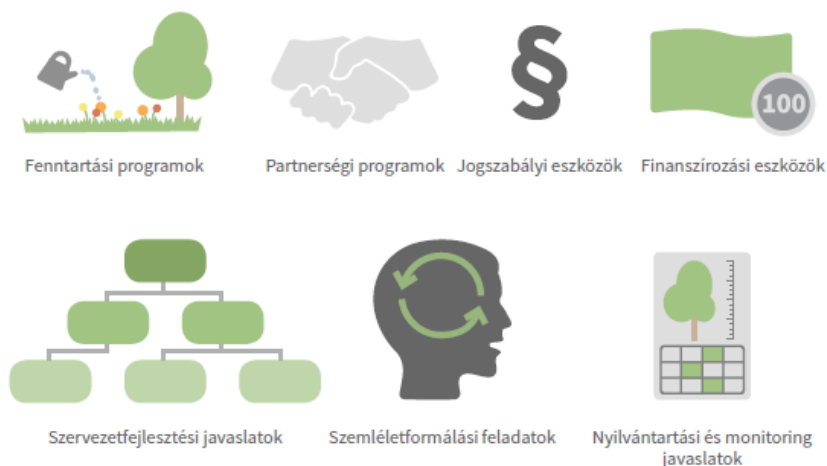 §
100
Fenntartási programok
Partnerségi programok
Jogszabályi eszközök
Finanszírozási eszközök
Szervezetfejlesztési javaslatok
Szemléletformálási feladatok
Nyilvántartási és monitoring
javaslatok